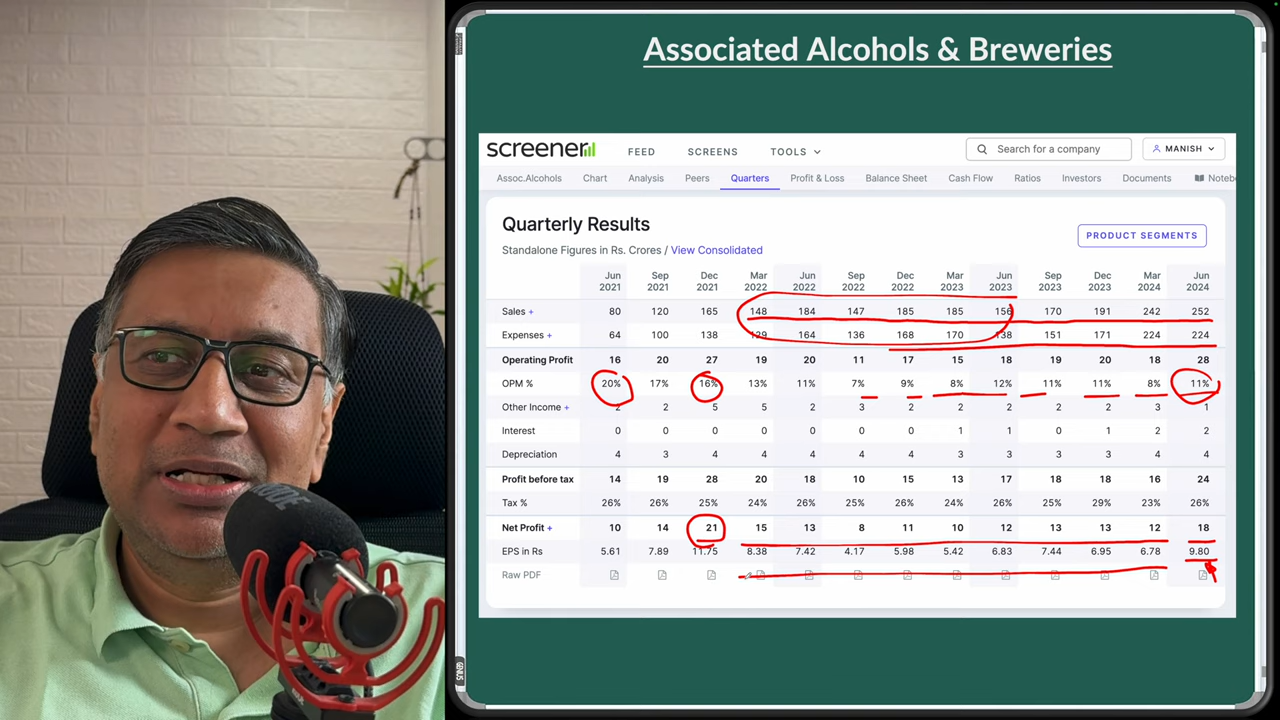 Associated Alcohols & Breweries
screener
FEED SCREENS TOOLS Search for a company MANISH
Assoc.Alcohols Chart Analysis Peers Quarters Profit & Loss Balance Sheet Cash Flow Ratios Investors Documents Noteb
Quarterly Results
Standalone Figures in Rs. Crores / View Consolidated
PRODUCT SEGMENTS
Jun 2021 Sep 2021 Dec 2021 Mar 2022 Jun 2022 Sep 2022 Dec 2022 Mar 2023 Jun 2023 Sep 2023 Dec 2023 Mar 2024 Jun 2024
Sales + 80 120 165 148 184 147 185 185 156 170 191 242 252
Expenses + 64 100 138 129 164 136 168 170 138 151 171 224 224
Operating Profit 16 20 27 19 20 11 17 15 18 19 20 18 28
OPM % 20% 17% 16% 13% 11% 7% 9% 8% 12% 11% 11% 8% 11%
Other Income + 2 2 5 5 2 3 2 2 2 2 2 3 1
Interest 0 0 0 0 0 0 0 1 1 0 1 2 2
Depreciation 4 3 4 4 4 4 4 3 3 3 3 4 4
Profit before tax 14 19 28 20 18 10 15 13 17 18 18 16 24
Tax % 26% 26% 25% 24% 26% 25% 26% 24% 26% 25% 29% 23% 26%
Net Profit + 10 14 21 15 13 8 11 10 12 13 13 12 18
EPS in Rs 5.61 7.89 11.75 8.38 7.42 4.17 5.98 5.42 6.83 7.44 6.95 6.78 9.80
Raw PDF
RODE
GENIUS